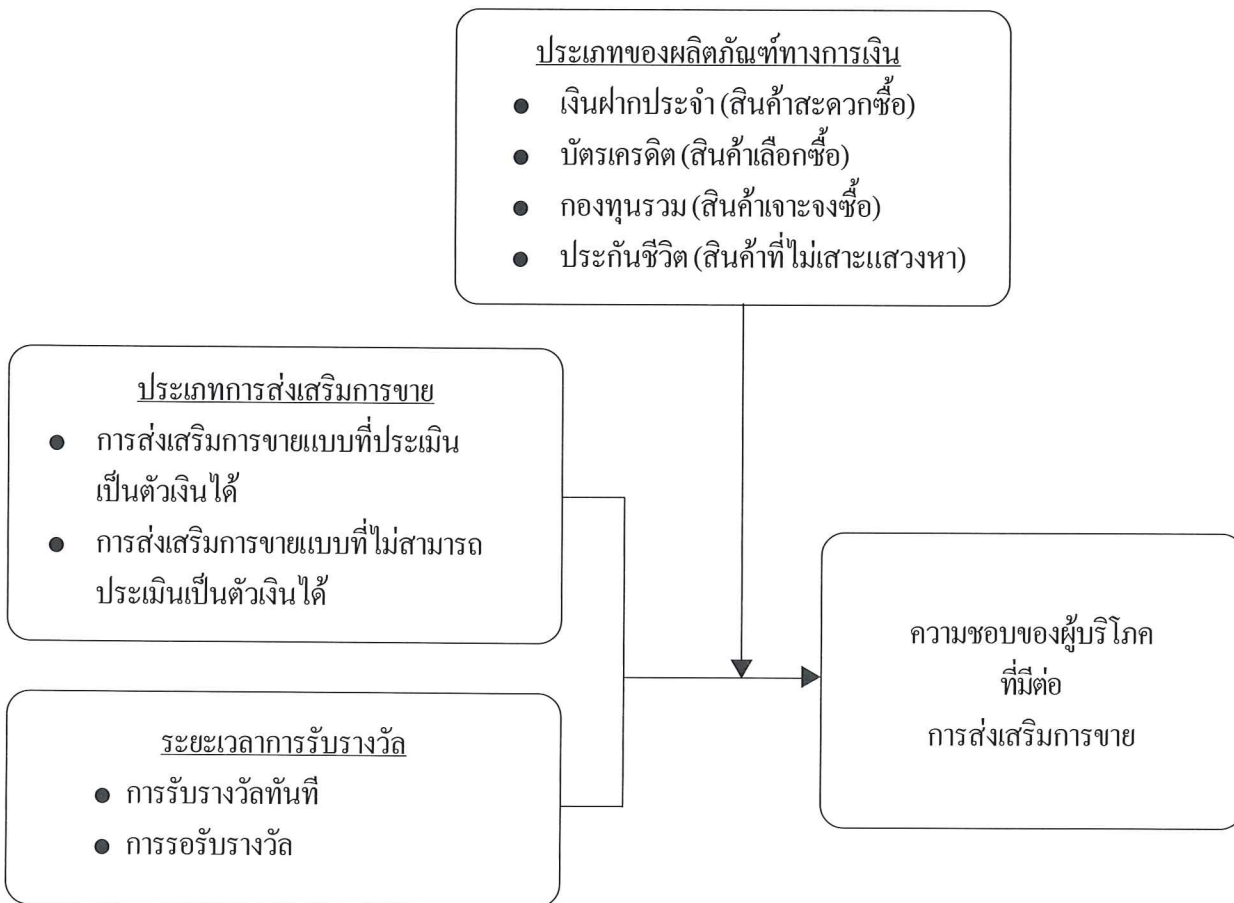 ประเภทของผลิตภัณฑ์ทางการเงิน
● เงินฝากประจำ (สินค้าสะดวกซื้อ)
● บัตรเครดิต (สินค้าเลือกซื้อ)
● กองทุนรวม (สินค้าเจาะจงซื้อ)
● ประกันชีวิต (สินค้าที่ไม่เสาะแสวงหา)
ประเภทการส่งเสริมการขาย
● การส่งเสริมการขายแบบที่ประเมิน
เป็นตัวเงินได้
● การส่งเสริมการขายแบบที่ไม่สามารถ
ประเมินเป็นตัวเงินได้
ระยะเวลาการรับรางวัล
● การรับรางวัลทันที
● การรอรับรางวัล
ความชอบของผู้บริโภค
ที่มีต่อ
การส่งเสริมการขาย